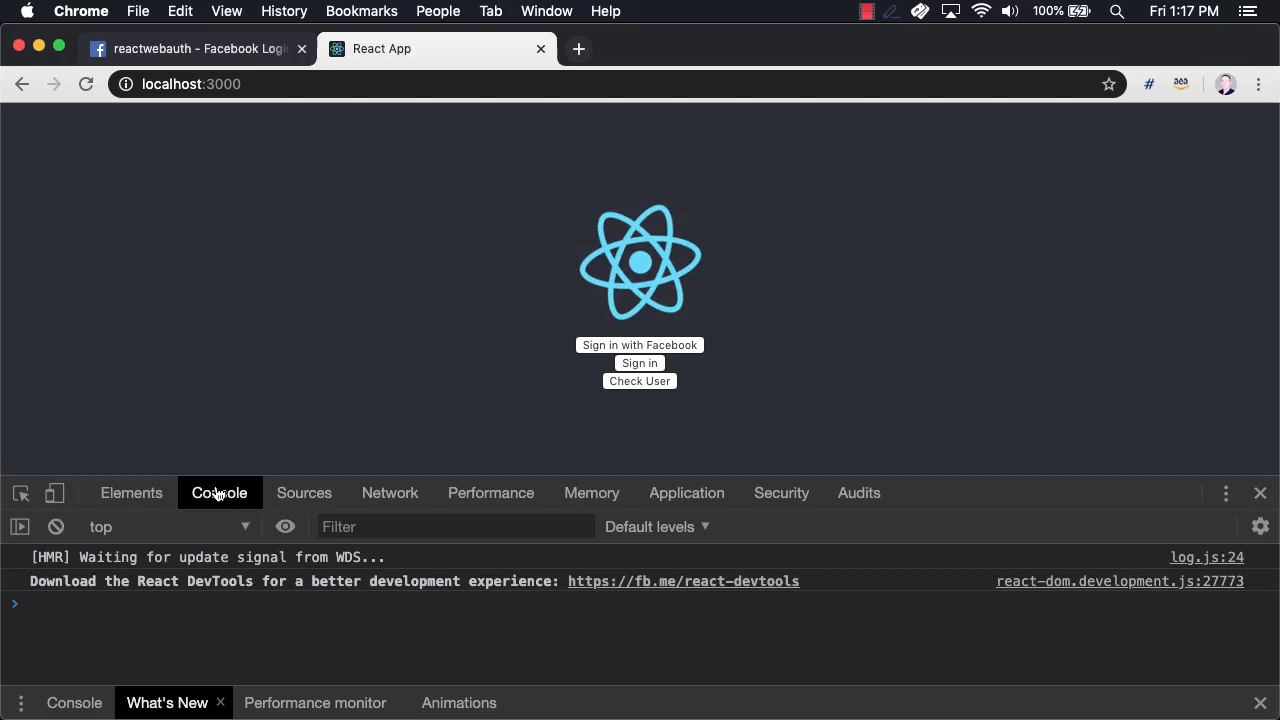 Chrome File Edit View History Bookmarks People Tab Window Help 100% Fri 1:17 PM
reactwebauth - Facebook Logi React App
localhost:3000
Sign in with Facebook
Sign in
Check User
Elements Console Sources Network Performance Memory Application Security Audits
top Filter Default levels
[HMR] Waiting for update signal from WDS... log.js:24
Download the React DevTools for a better development experience: https://fb.me/react-devtools react-dom.development.js:27773
Console What's New Performance monitor Animations